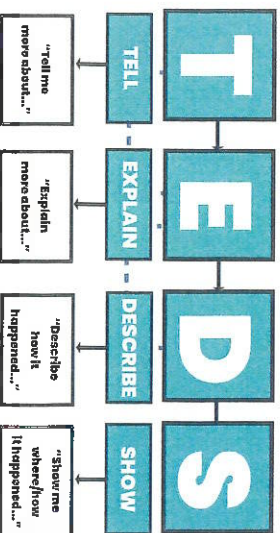 T E D S
TELL EXPLAIN DESCRIBE SHOW
"Tell me
more about..."
"Explain
more about..."
"Describe
how it
happened..."
"Show me
where/how
it happened..."